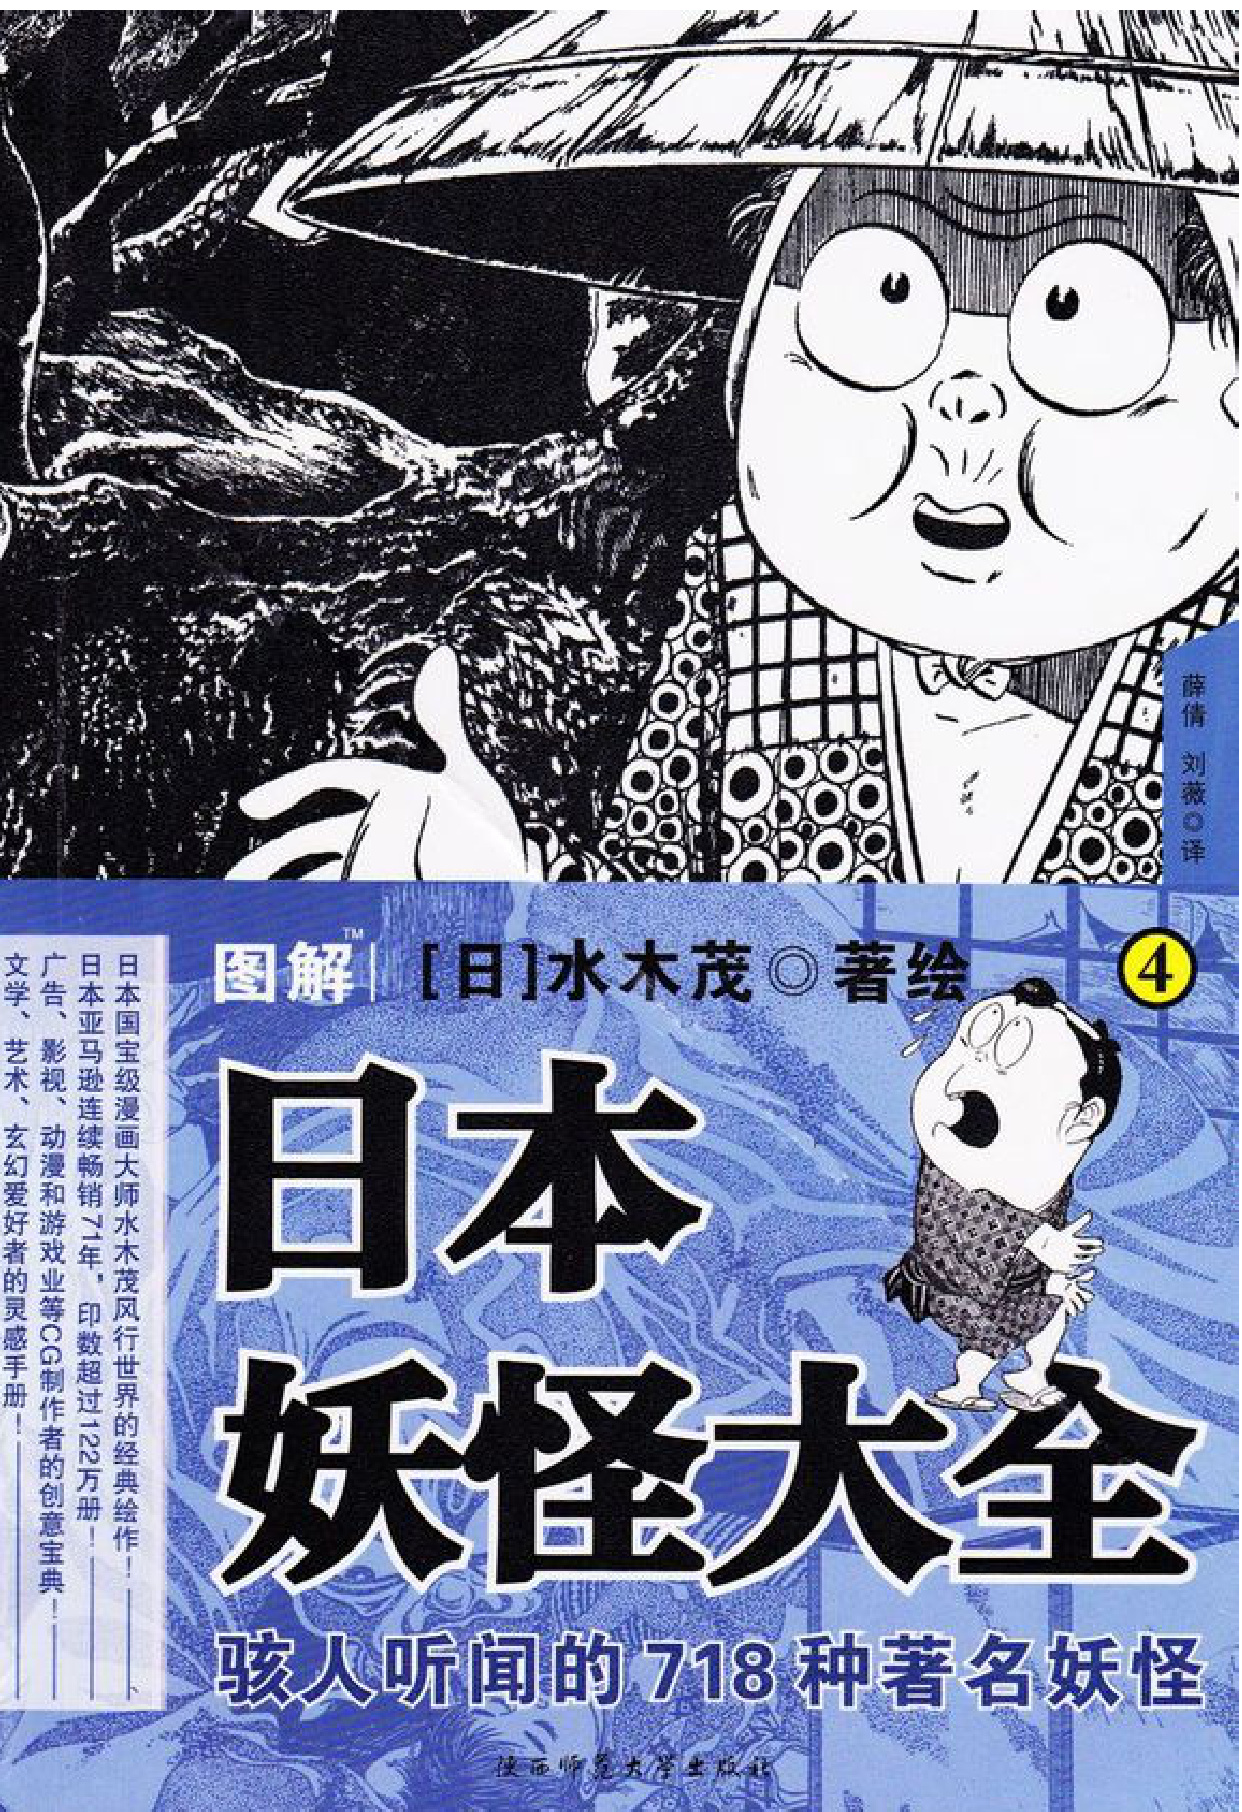 薛倩 刘薇◎译
图解™ [日]水木茂◎著绘
4
日本
妖怪大全
骇人听闻的718种著名妖怪
日本国宝级漫画大师水木茂风行世界的经典绘作!
日本亚马逊连续畅销71年,印数超过122万册!
广告、影视、动漫和游戏业等CG制作者的创意宝典!
文学、艺术、玄幻爱好者的灵感手册!
陕西师范大学出版社